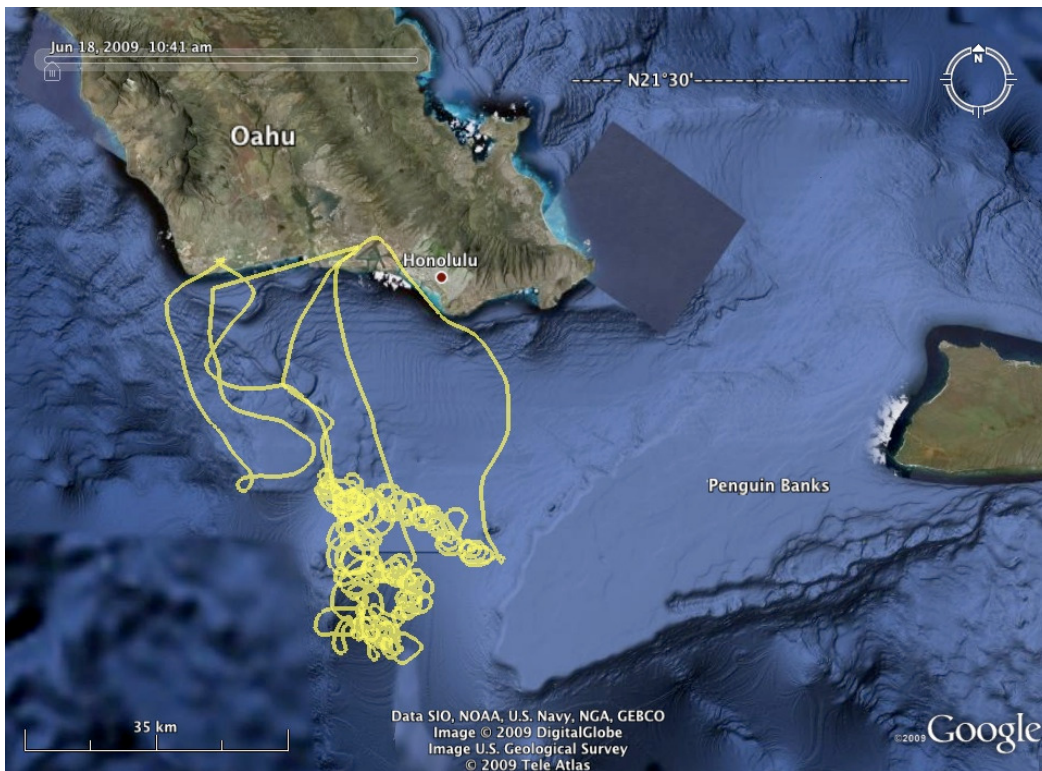 Jun 18, 2009 10:41 am
N21°30'
N
Oahu
Honolulu
Penguin Banks
35 km
Data SIO, NOAA, U.S. Navy, NGA, GEBCO
Image © 2009 DigitalGlobe
Image U.S. Geological Survey
© 2009 Tele Atlas
©2009 Google